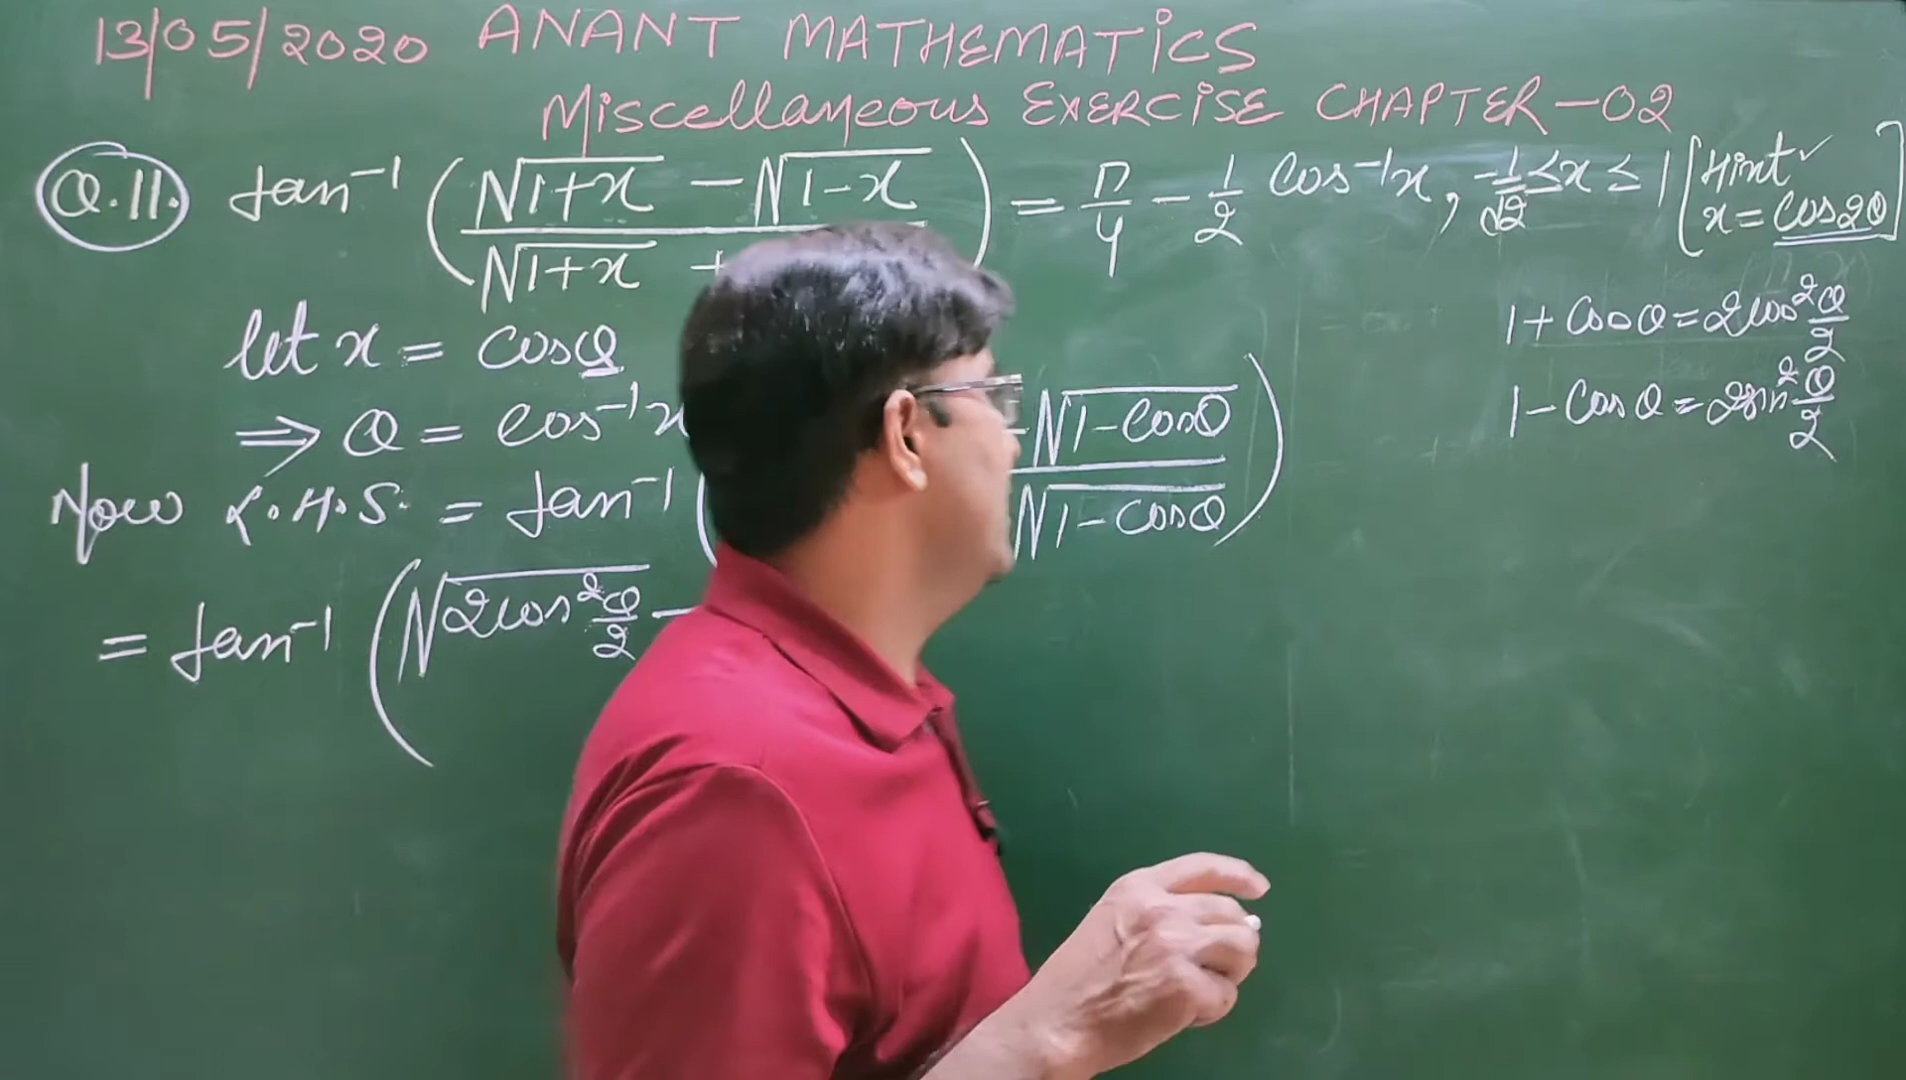 13/05/2020 ANANT MATHEMATICS
Miscellaneous EXERCISE CHAPTER-02
Q.11. tan⁻¹ (√1+x - √1-x / √1+x +) = π/4 - 1/2 cos⁻¹x, -1/√2 ≤ x ≤ 1 [Hint ✓ x = cos2θ]
let x = cosθ
⇒ θ = cos⁻¹x
Now L.H.S. = tan⁻¹ ( - √1-cosθ / √1-cosθ )
= tan⁻¹ (√2cos²θ/2 -
1 + cosθ = 2cos²θ/2
1 - cosθ = 2sin²θ/2